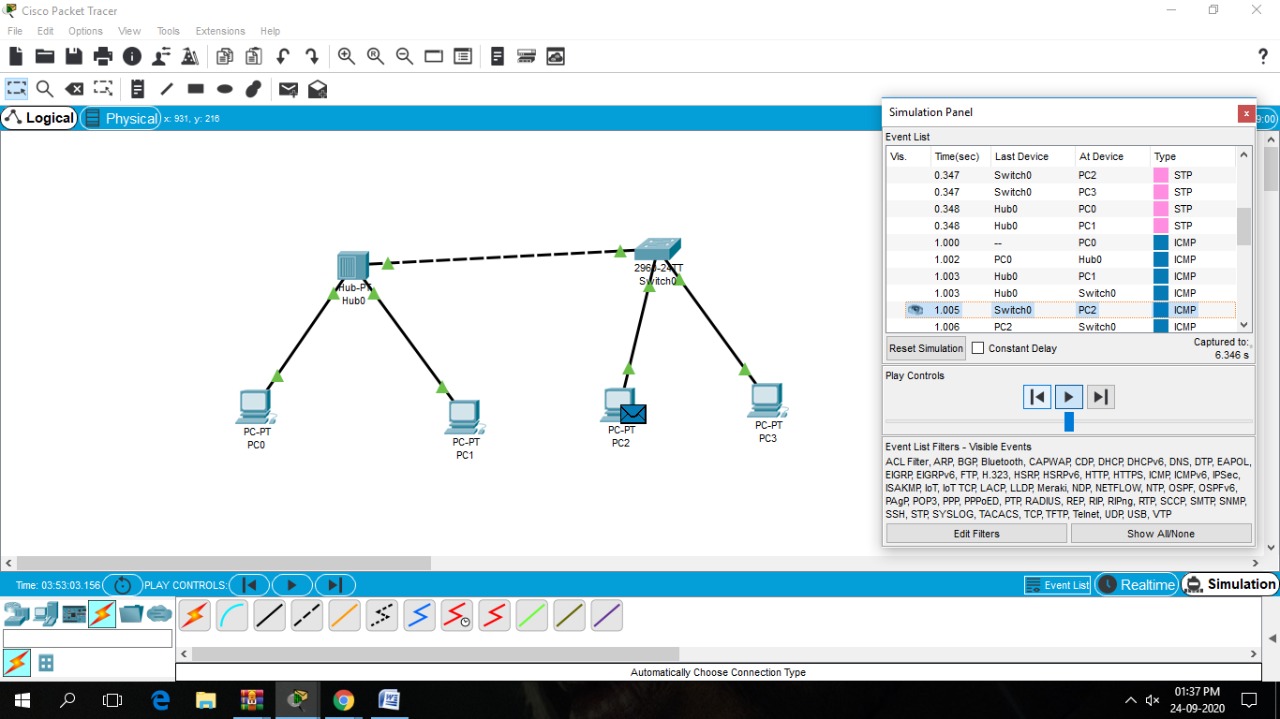 Cisco Packet Tracer
File Edit Options View Tools Extensions Help
?
Logical Physical x: 931, y: 216
9:00
Simulation Panel
x
Event List
Vis. Time(sec) Last Device At Device Type
0.347 Switch0 PC2 STP
0.347 Switch0 PC3 STP
0.348 Hub0 PC0 STP
0.348 Hub0 PC1 STP
1.000 -- PC0 ICMP
1.002 PC0 Hub0 ICMP
1.003 Hub0 PC1 ICMP
1.003 Hub0 Switch0 ICMP
1.005 Switch0 PC2 ICMP
1.006 PC2 Switch0 ICMP
Reset Simulation Constant Delay Captured to:
6.346 s
Play Controls
Event List Filters - Visible Events
ACL Filter, ARP, BGP, Bluetooth, CAPWAP, CDP, DHCP, DHCPv6, DNS, DTP, EAPOL,
EIGRP, EIGRPv6, FTP, H.323, HSRP, HSRPv6, HTTP, HTTPS, ICMP, ICMPv6, IPSec,
ISAKMP, IoT, IoT TCP, LACP, LLDP, Meraki, NDP, NETFLOW, NTP, OSPF, OSPFv6,
PAgP, POP3, PPP, PPPoED, PTP, RADIUS, REP, RIP, RIPng, RTP, SCCP, SMTP, SNMP,
SSH, STP, SYSLOG, TACACS, TCP, TFTP, Telnet, UDP, USB, VTP
Edit Filters Show All/None
Hub-PT
Hub0
2960-24TT
Switch0
PC-PT
PC0
PC-PT
PC1
PC-PT
PC2
PC-PT
PC3
Time: 03:53:03.156 PLAY CONTROLS: Event List Realtime Simulation
Automatically Choose Connection Type
01:37 PM
24-09-2020